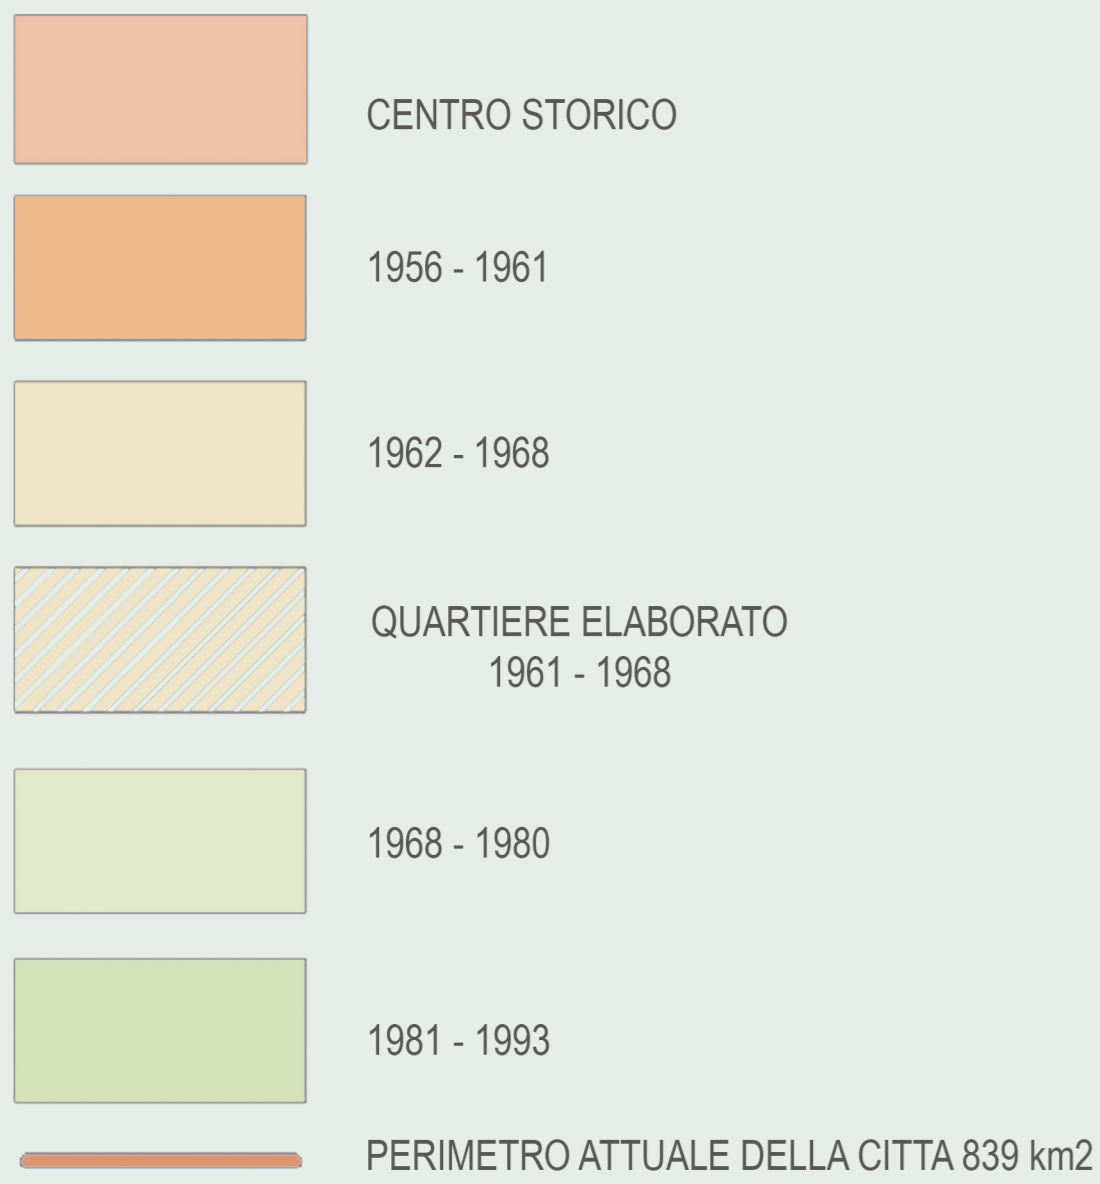 CENTRO STORICO
1956 - 1961
1962 - 1968
QUARTIERE ELABORATO
1961 - 1968
1968 - 1980
1981 - 1993
PERIMETRO ATTUALE DELLA CITTA 839 km2